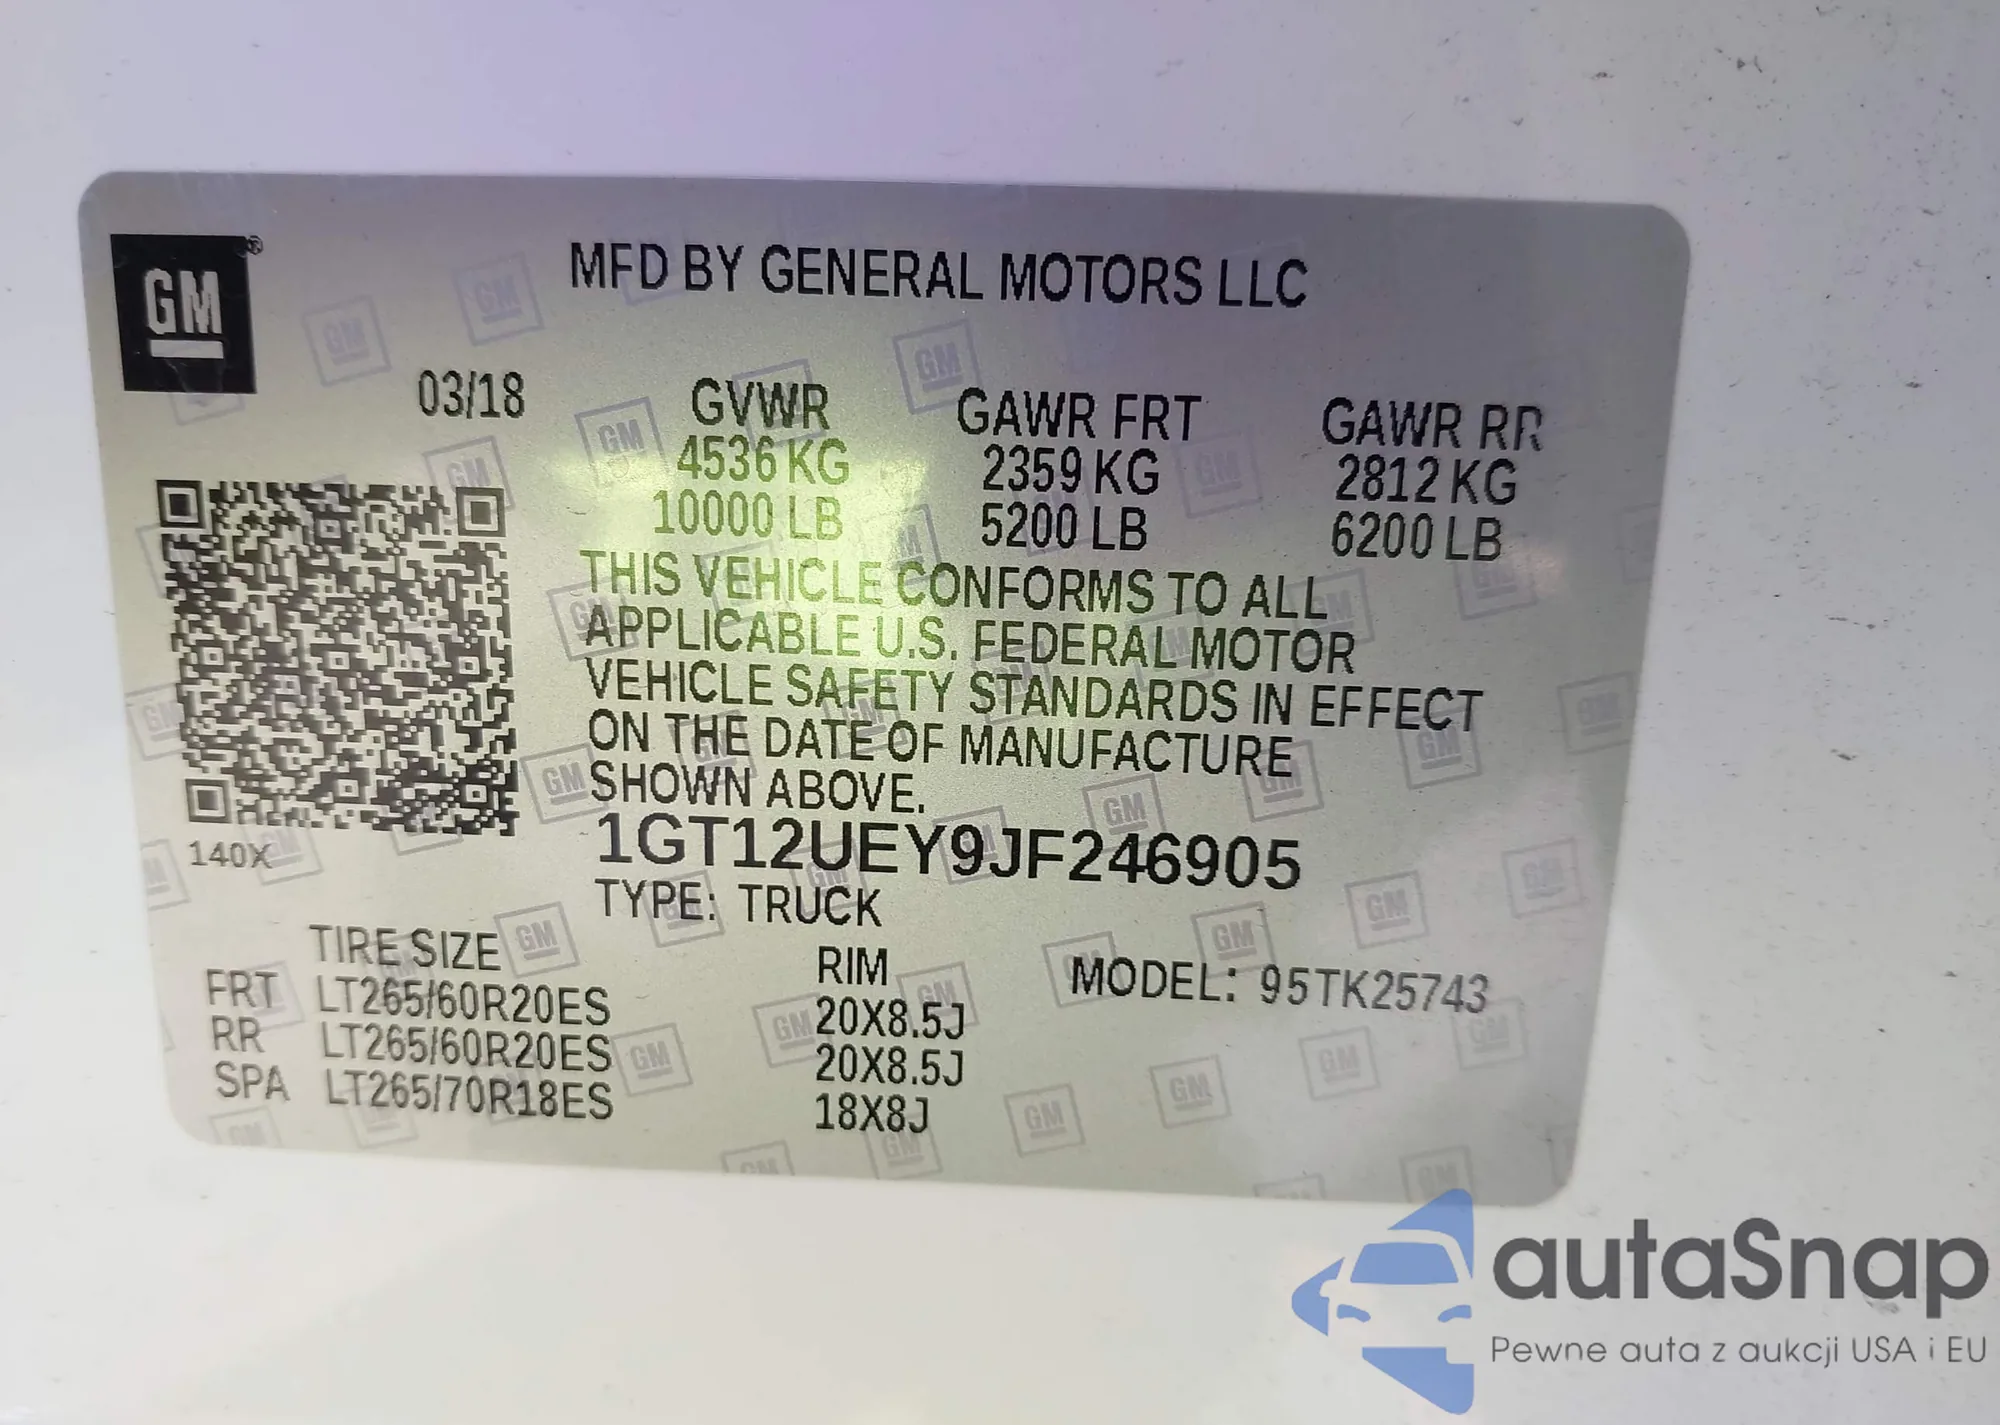 GM®
MFD BY GENERAL MOTORS LLC
03/18 GVWR GAWR FRT GAWR RR
4536 KG 2359 KG 2812 KG
10000 LB 5200 LB 6200 LB
THIS VEHICLE CONFORMS TO ALL
APPLICABLE U.S. FEDERAL MOTOR
VEHICLE SAFETY STANDARDS IN EFFECT
ON THE DATE OF MANUFACTURE
SHOWN ABOVE.
140X
1GT12UEY9JF246905
TYPE: TRUCK
TIRE SIZE RIM MODEL: 95TK25743
FRT LT265/60R20ES 20X8.5J
RR LT265/60R20ES 20X8.5J
SPA LT265/70R18ES 18X8J
autaSnap
Pewne auta z aukcji USA i EU